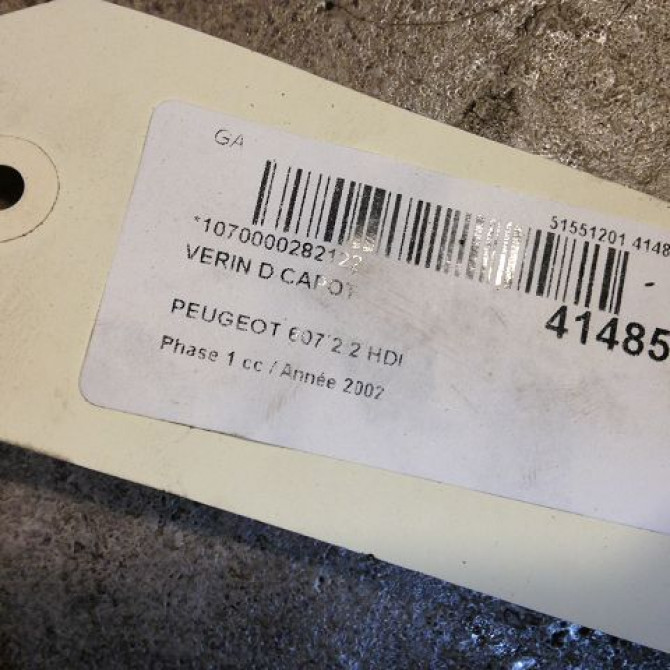 GA
51551201 4148
*1070000282122
VERIN D CAPOT
41485
PEUGEOT 607 2.2 HDI
Phase 1 cc / Année 2002